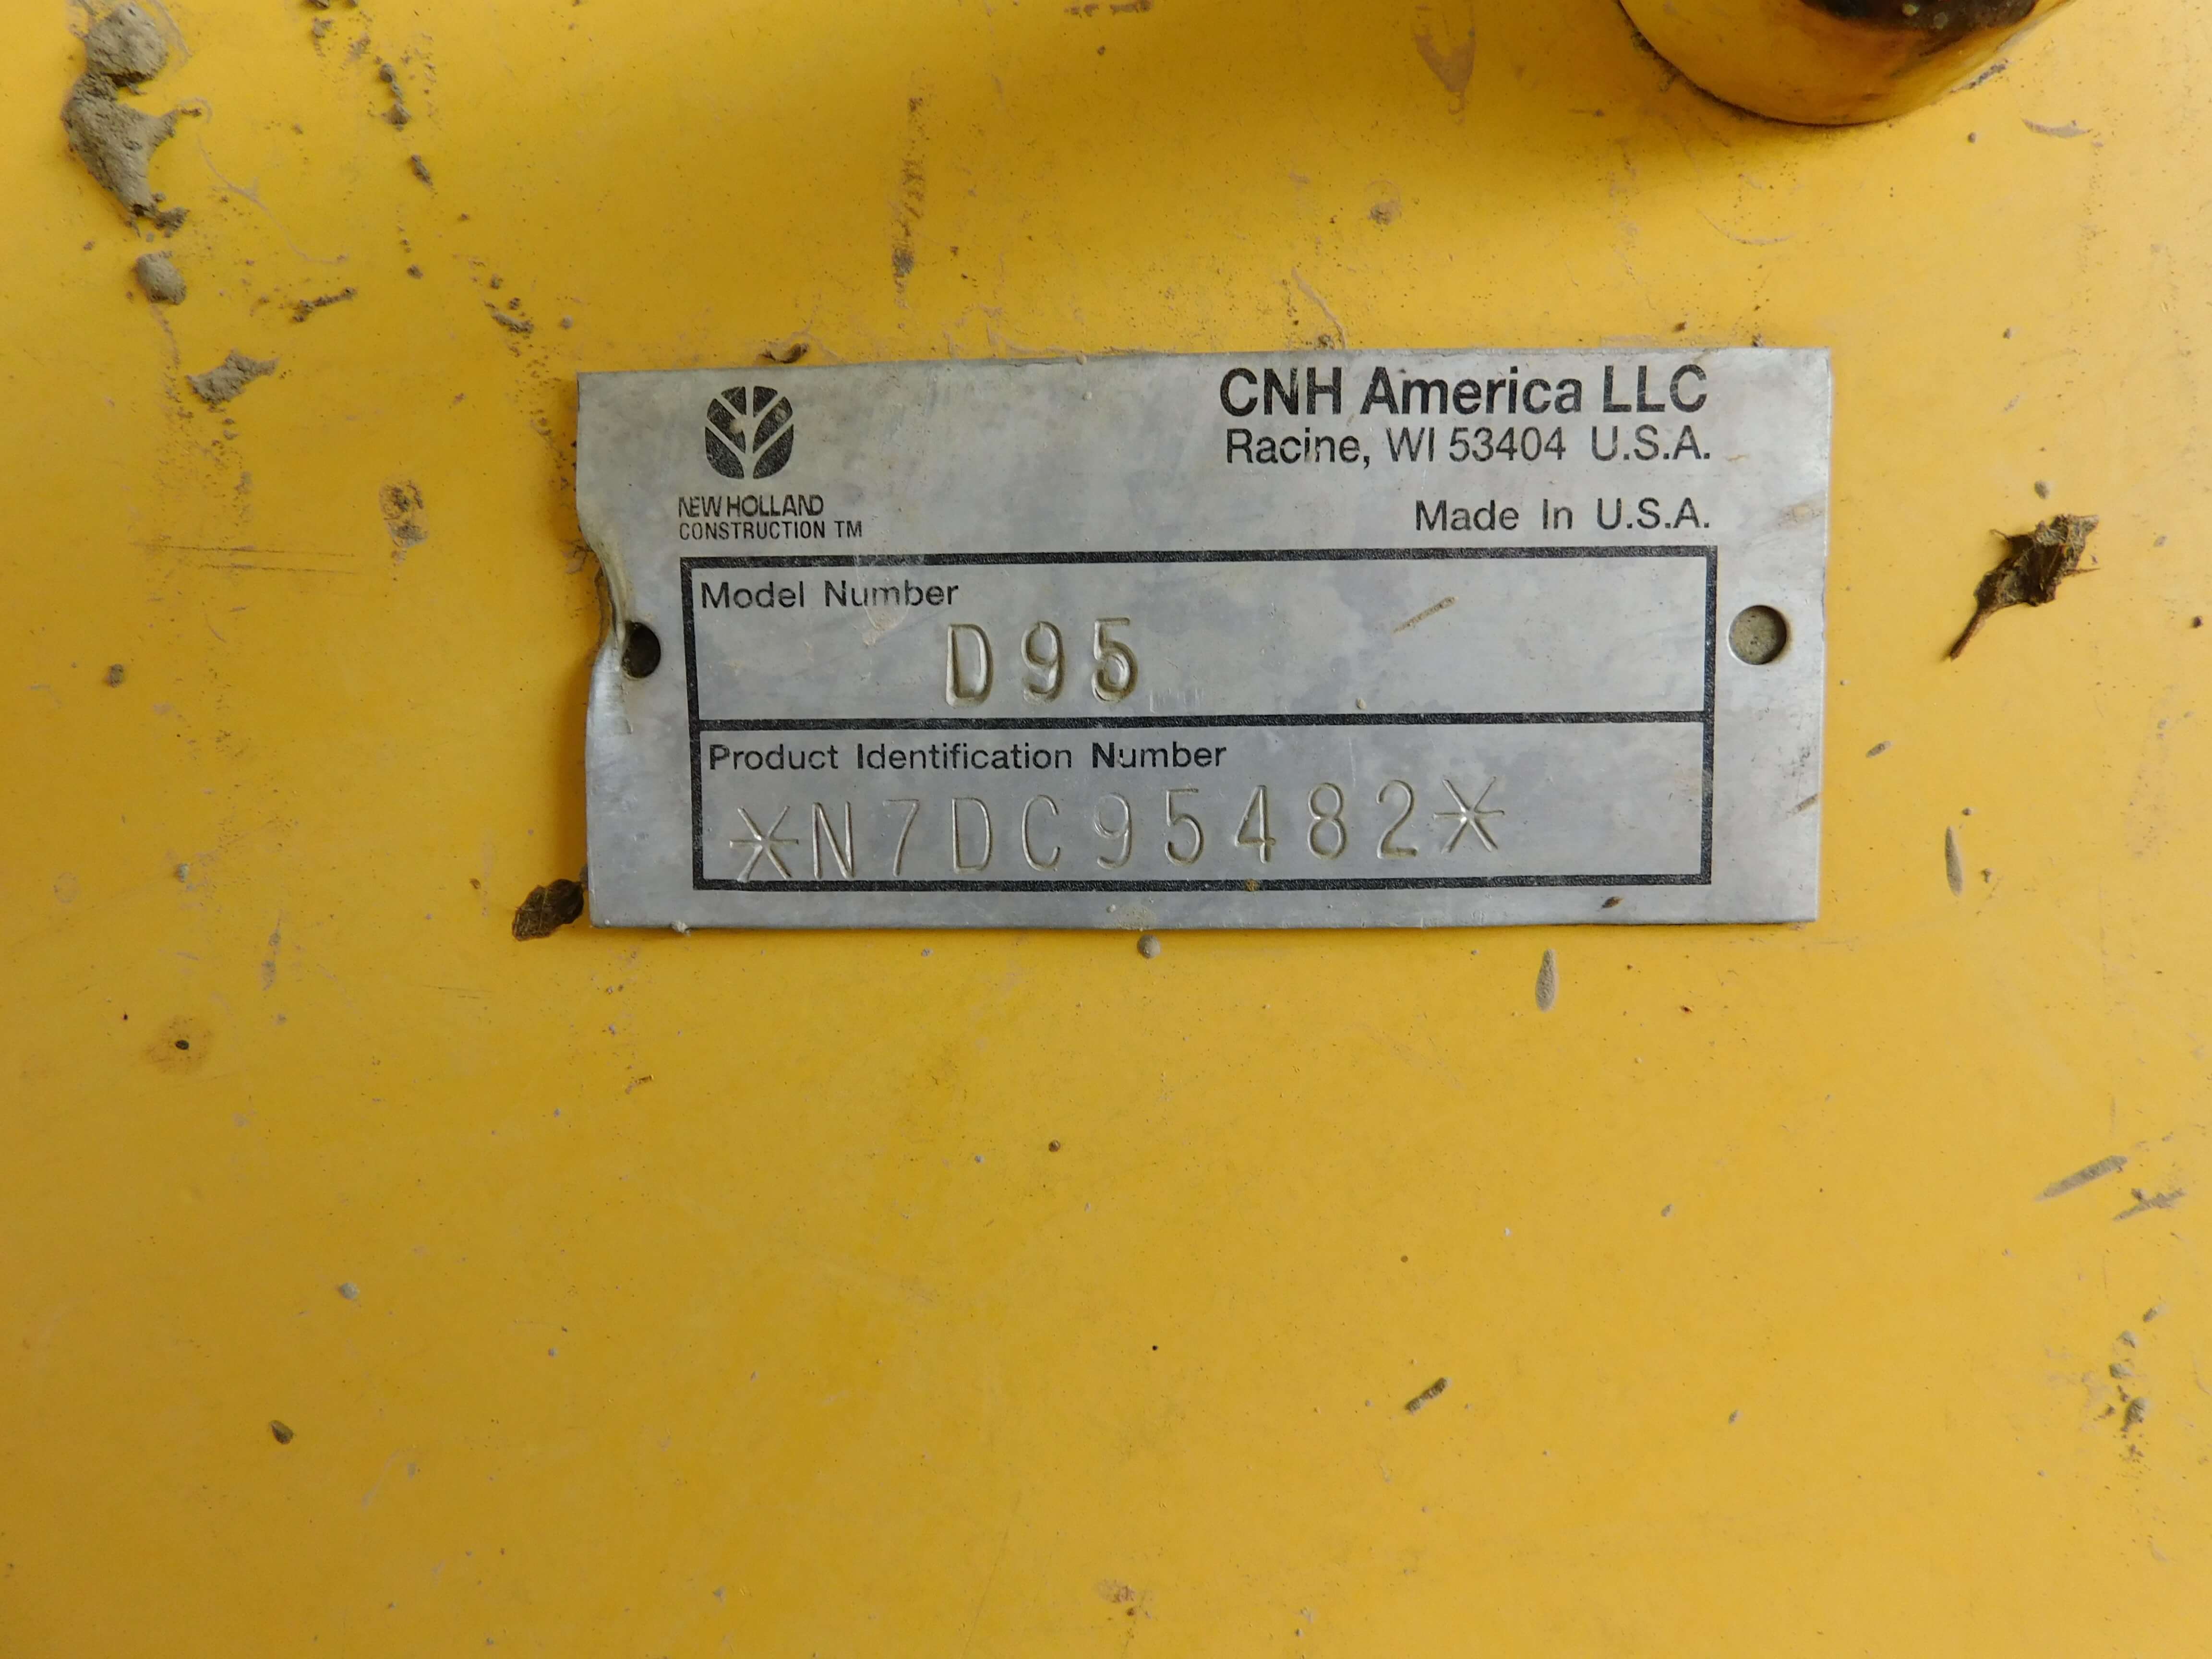 CNH America LLC
Racine, WI 53404 U.S.A.
NEW HOLLAND
CONSTRUCTION TM
Made In U.S.A.
Model Number
D95
Product Identification Number
*N7DC95482*